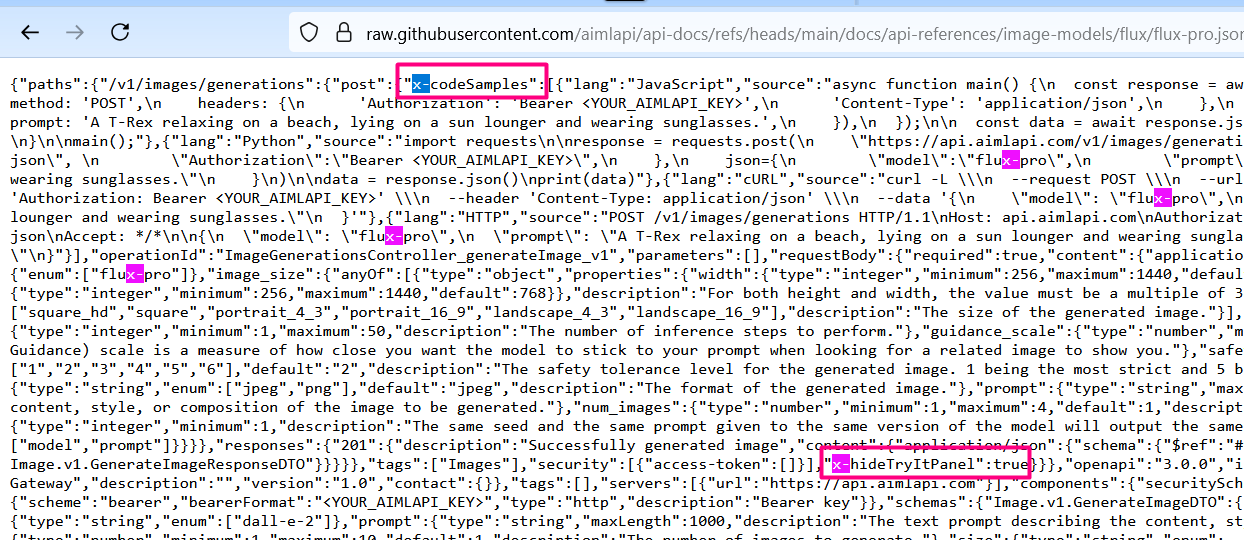 raw.githubusercontent.com/aimlapi/api-docs/refs/heads/main/docs/api-references/image-models/flux/flux-pro.json
{"paths":{"/v1/images/generations":{"post":{"x-codeSamples":[{"lang":"JavaScript","source":"async function main() {\n  const response = aw
method: 'POST',\n    headers: {\n      'Authorization': 'Bearer <YOUR_AIMLAPI_KEY>',\n      'Content-Type': 'application/json',\n    },\n
prompt: 'A T-Rex relaxing on a beach, lying on a sun lounger and wearing sunglasses.',\n    }),\n  });\n\n  const data = await response.js
\n}\n\nmain();"},{"lang":"Python","source":"import requests\n\nresponse = requests.post(\n    \"https://api.aimlapi.com/v1/images/generati
json\", \n        \"Authorization\":\"Bearer <YOUR_AIMLAPI_KEY>\",\n    },\n    json={\n        \"model\":\"flux-pro\",\n        \"prompt\
wearing sunglasses.\"\n    }\n)\n\ndata = response.json()\nprint(data)"},{"lang":"cURL","source":"curl -L \\\n  --request POST \\\n  --url
'Authorization: Bearer <YOUR_AIMLAPI_KEY>' \\\n  --header 'Content-Type: application/json' \\\n  --data '{\n    \"model\": \"flux-pro\",\n
lounger and wearing sunglasses.\"\n  }'"},{"lang":"HTTP","source":"POST /v1/images/generations HTTP/1.1\nHost: api.aimlapi.com\nAuthorizat
json\nAccept: */*\n\n{\n  \"model\": \"flux-pro\",\n  \"prompt\": \"A T-Rex relaxing on a beach, lying on a sun lounger and wearing sungla
\"\n}"}],"operationId":"ImageGenerationsController_generateImage_v1","parameters":[],"requestBody":{"required":true,"content":{"applicatio
{"enum":["flux-pro"]},"image_size":{"anyOf":[{"type":"object","properties":{"width":{"type":"integer","minimum":256,"maximum":1440,"defaul
{"type":"integer","minimum":256,"maximum":1440,"default":768}},"description":"For both height and width, the value must be a multiple of 3
["square_hd","square","portrait_4_3","portrait_16_9","landscape_4_3","landscape_16_9"],"description":"The size of the generated image."}],
{"type":"integer","minimum":1,"maximum":50,"description":"The number of inference steps to perform."},"guidance_scale":{"type":"number","m
Guidance) scale is a measure of how close you want the model to stick to your prompt when looking for a related image to show you."},"safe
["1","2","3","4","5","6"],"default":"2","description":"The safety tolerance level for the generated image. 1 being the most strict and 5 b
{"type":"string","enum":["jpeg","png"],"default":"jpeg","description":"The format of the generated image."},"prompt":{"type":"string","max
content, style, or composition of the image to be generated."},"num_images":{"type":"number","minimum":1,"maximum":4,"default":1,"descript
{"type":"integer","minimum":1,"description":"The same seed and the same prompt given to the same version of the model will output the same
["model","prompt"]}}}},"responses":{"201":{"description":"Successfully generated image","content":{"application/json":{"schema":{"$ref":"#
Image.v1.GenerateImageResponseDTO"}}}}},"tags":["Images"],"security":[{"access-token":[]}],"x-hideTryItPanel":true}}},"openapi":"3.0.0","i
Gateway","description":"","version":"1.0","contact":{}},"tags":[],"servers":[{"url":"https://api.aimlapi.com"}],"components":{"securitySch
{"scheme":"bearer","bearerFormat":"<YOUR_AIMLAPI_KEY>","type":"http","description":"Bearer key"}},"schemas":{"Image.v1.GenerateImageDTO":{
{"type":"string","enum":["dall-e-2"]},"prompt":{"type":"string","maxLength":1000,"description":"The text prompt describing the content, st